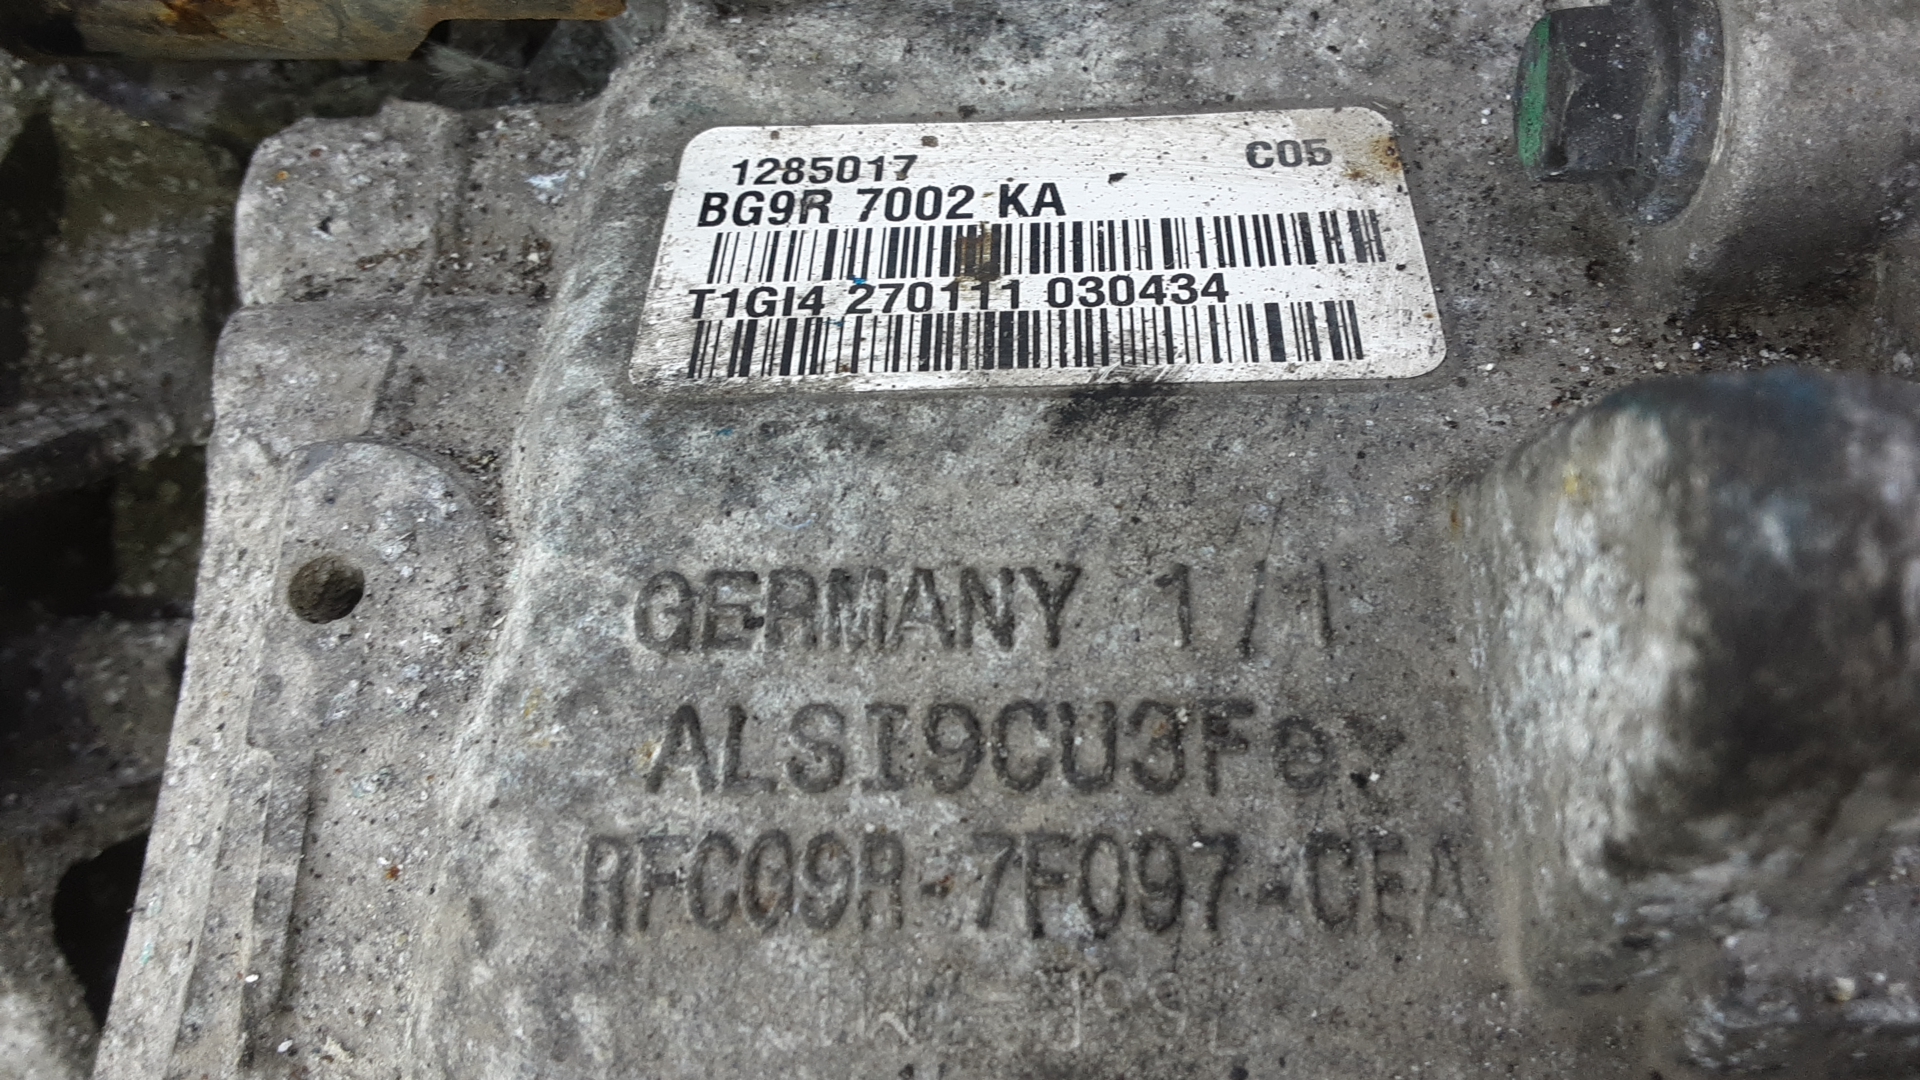 1285017 C05
BG9R 7002 KA
T1GI4 270111 030434
GERMANY 1/1
ALSI9CU3Fe
RFC09R-7F097-CEA